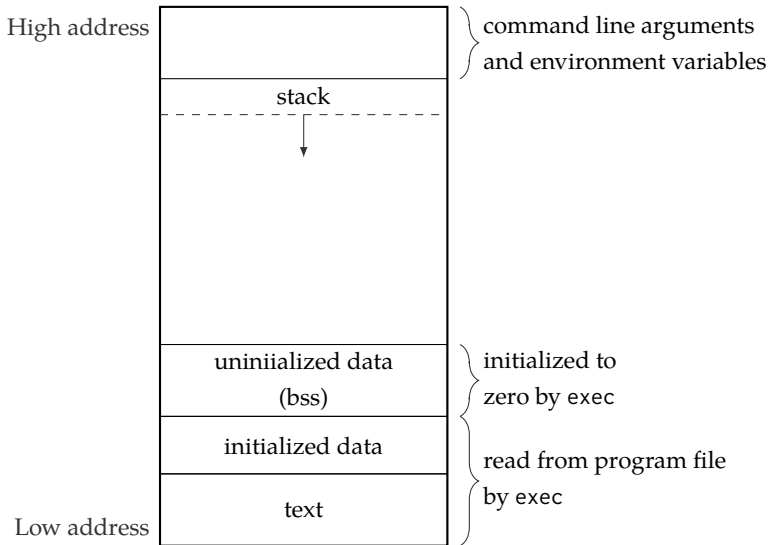 High address
command line arguments
and environment variables
stack
uniniialized data
(bss)
initialized to
zero by exec
initialized data
read from program file
by exec
text
Low address